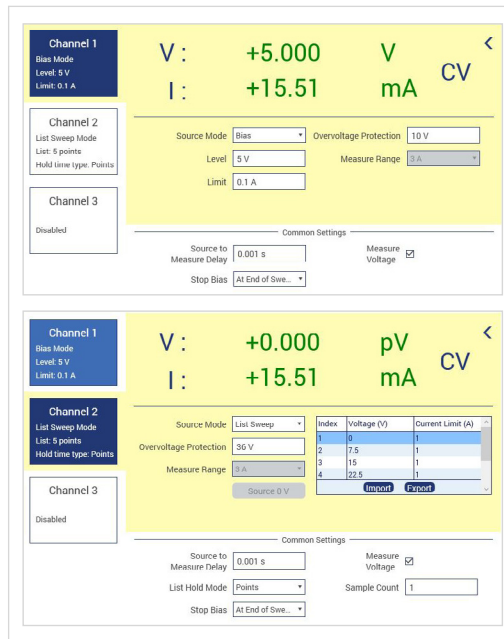 Channel 1
Bias Mode
Level: 5 V
Limit: 0.1 A
V : +5.000 V
I : +15.51 mA
CV
Channel 2
List Sweep Mode
List: 5 points
Hold time type: Points
Channel 3
Disabled
Source Mode Bias Overvoltage Protection 10 V
Level 5 V Measure Range 3 A
Limit 0.1 A
Common Settings
Source to
Measure Delay 0.001 s Measure
Voltage
Stop Bias At End of Swe...
Channel 1
Bias Mode
Level: 5 V
Limit: 0.1 A
V : +0.000 pV
I : +15.51 mA
CV
Channel 2
List Sweep Mode
List: 5 points
Hold time type: Points
Channel 3
Disabled
Source Mode List Sweep
Overvoltage Protection 36 V
Measure Range 3 A
Source 0 V
Index Voltage (V) Current Limit (A)
1 0 1
2 7.5 1
3 15 1
4 22.5 1
Import Export
Common Settings
Source to
Measure Delay 0.001 s Measure
Voltage
List Hold Mode Points Sample Count 1
Stop Bias At End of Swe...